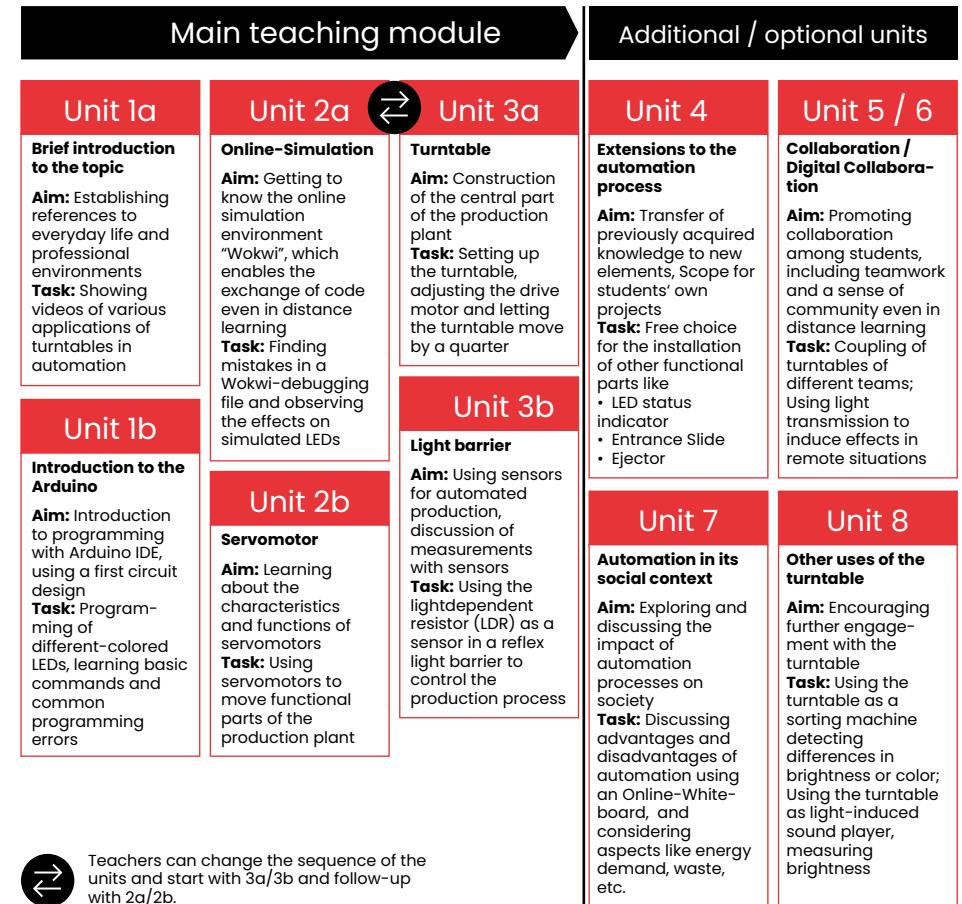 Main teaching module
Additional / optional units
Unit 1a
Brief introduction
to the topic
Aim: Establishing
references to
everyday life and
professional
environments
Task: Showing
videos of various
applications of
turntables in
automation
Unit 1b
Introduction to the
Arduino
Aim: Introduction
to programming
with Arduino IDE,
using a first circuit
design
Task: Program-
ming of
different-colored
LEDs, learning basic
commands and
common
programming
errors
Unit 2a
Online-Simulation
Aim: Getting to
know the online
simulation
environment
“Wokwi”, which
enables the
exchange of code
even in distance
learning
Task: Finding
mistakes in a
Wokwi-debugging
file and observing
the effects on
simulated LEDs
Unit 2b
Servomotor
Aim: Learning
about the
characteristics
and functions of
servomotors
Task: Using
servomotors to
move functional
parts of the
production plant
Unit 3a
Turntable
Aim: Construction
of the central part
of the production
plant
Task: Setting up
the turntable,
adjusting the drive
motor and letting
the turntable move
by a quarter
Unit 3b
Light barrier
Aim: Using sensors
for automated
production,
discussion of
measurements
with sensors
Task: Using the
lightdependent
resistor (LDR) as a
sensor in a reflex
light barrier to
control the
production process
Unit 4
Extensions to the
automation
process
Aim: Transfer of
previously acquired
knowledge to new
elements, Scope for
students‘ own
projects
Task: Free choice
for the installation
of other functional
parts like
• LED status
indicator
• Entrance Slide
• Ejector
Unit 5 / 6
Collaboration /
Digital Collabora-
tion
Aim: Promoting
collaboration
among students,
including teamwork
and a sense of
community even in
distance learning
Task: Coupling of
turntables of
different teams;
Using light
transmission to
induce effects in
remote situations
Unit 7
Automation in its
social context
Aim: Exploring and
discussing the
impact of
automation
processes on
society
Task: Discussing
advantages and
disadvantages of
automation using
an Online-White-
board, and
considering
aspects like energy
demand, waste,
etc.
Unit 8
Other uses of the
turntable
Aim: Encouraging
further engage-
ment with the
turntable
Task: Using the
turntable as a
sorting machine
detecting
differences in
brightness or color;
Using the turntable
as light-induced
sound player,
measuring
brightness
Teachers can change the sequence of the
units and start with 3a/3b and follow-up
with 2a/2b.